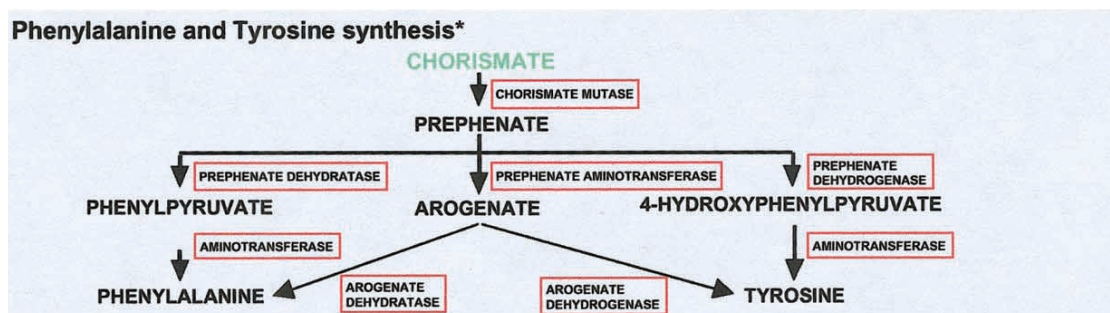 Phenylalanine and Tyrosine synthesis*
CHORISMATE
CHORISMATE MUTASE
PREPHENATE
PREPHENATE DEHYDRATASE
PREPHENATE AMINOTRANSFERASE
PREPHENATE
DEHYDROGENASE
PHENYLPYRUVATE
AROGENATE
4-HYDROXYPHENYLPYRUVATE
AMINOTRANSFERASE
AMINOTRANSFERASE
AROGENATE
DEHYDRATASE
AROGENATE
DEHYDROGENASE
PHENYLALANINE
TYROSINE